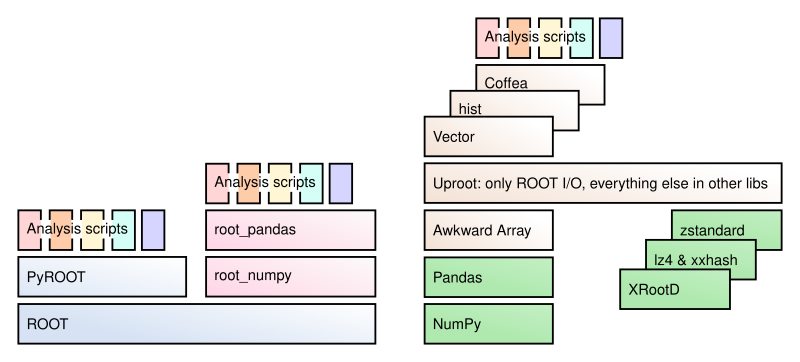 Analysis scripts
Coffea
hist
Vector
Uproot: only ROOT I/O, everything else in other libs
Analysis scripts
Analysis scripts
root_pandas
Awkward Array
zstandard
lz4 & xxhash
PyROOT
root_numpy
Pandas
XRootD
ROOT
NumPy